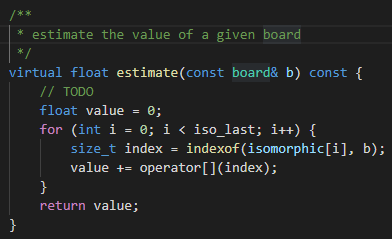 /**
 * estimate the value of a given board
 */
virtual float estimate(const board& b) const {
    // TODO
    float value = 0;
    for (int i = 0; i < iso_last; i++) {
        size_t index = indexof(isomorphic[i], b);
        value += operator[](index);
    }
    return value;
}